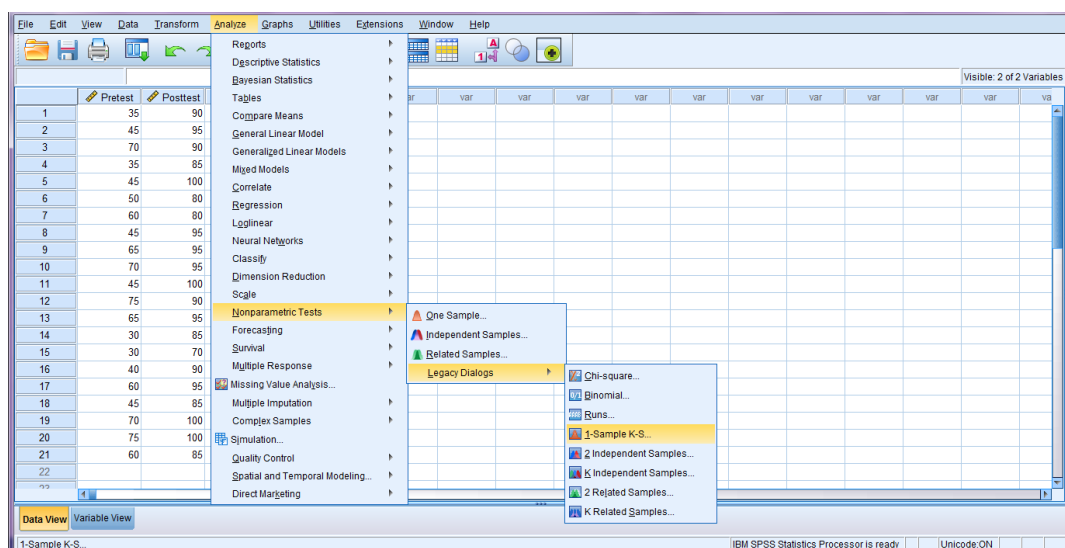 File Edit View Data Transform Analyze Graphs Utilities Extensions Window Help
Visible: 2 of 2 Variables
Pretest Posttest var var var var var var var var var var
1 35 90
2 45 95
3 70 90
4 35 85
5 45 100
6 50 80
7 60 80
8 45 95
9 65 95
10 70 95
11 45 100
12 75 90
13 65 95
14 30 85
15 30 70
16 40 90
17 60 95
18 45 85
19 70 100
20 75 100
21 60 85
22
Reports
Descriptive Statistics
Bayesian Statistics
Tables
Compare Means
General Linear Model
Generalized Linear Models
Mixed Models
Correlate
Regression
Loglinear
Neural Networks
Classify
Dimension Reduction
Scale
Nonparametric Tests
Forecasting
Survival
Multiple Response
Missing Value Analysis...
Multiple Imputation
Complex Samples
Simulation...
Quality Control
Spatial and Temporal Modeling...
Direct Marketing
One Sample...
Independent Samples...
Related Samples...
Legacy Dialogs
Chi-square...
Binomial...
Runs...
1-Sample K-S...
2 Independent Samples...
K Independent Samples...
2 Related Samples...
K Related Samples...
Data View Variable View
1-Sample K-S... IBM SPSS Statistics Processor is ready Unicode:ON